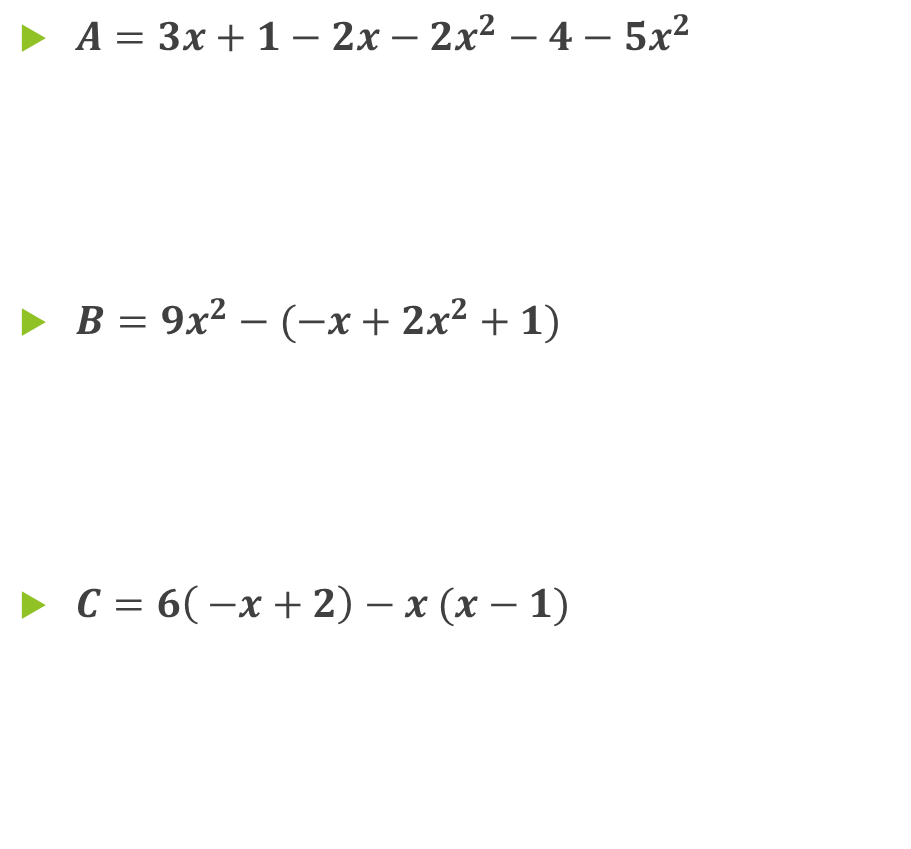 A = 3x + 1 − 2x − 2x² − 4 − 5x²
B = 9x² − (−x + 2x² + 1)
C = 6( −x + 2) − x (x − 1)